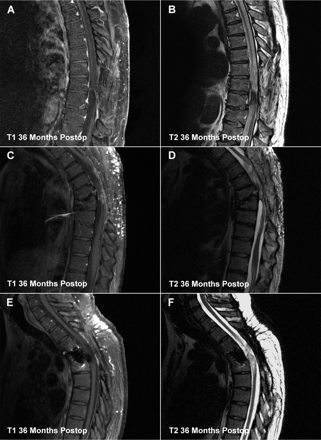 A
B
T1 36 Months Postop
T2 36 Months Postop
C
D
T1 36 Months Postop
T2 36 Months Postop
E
F
T1 36 Months Postop
T2 36 Months Postop